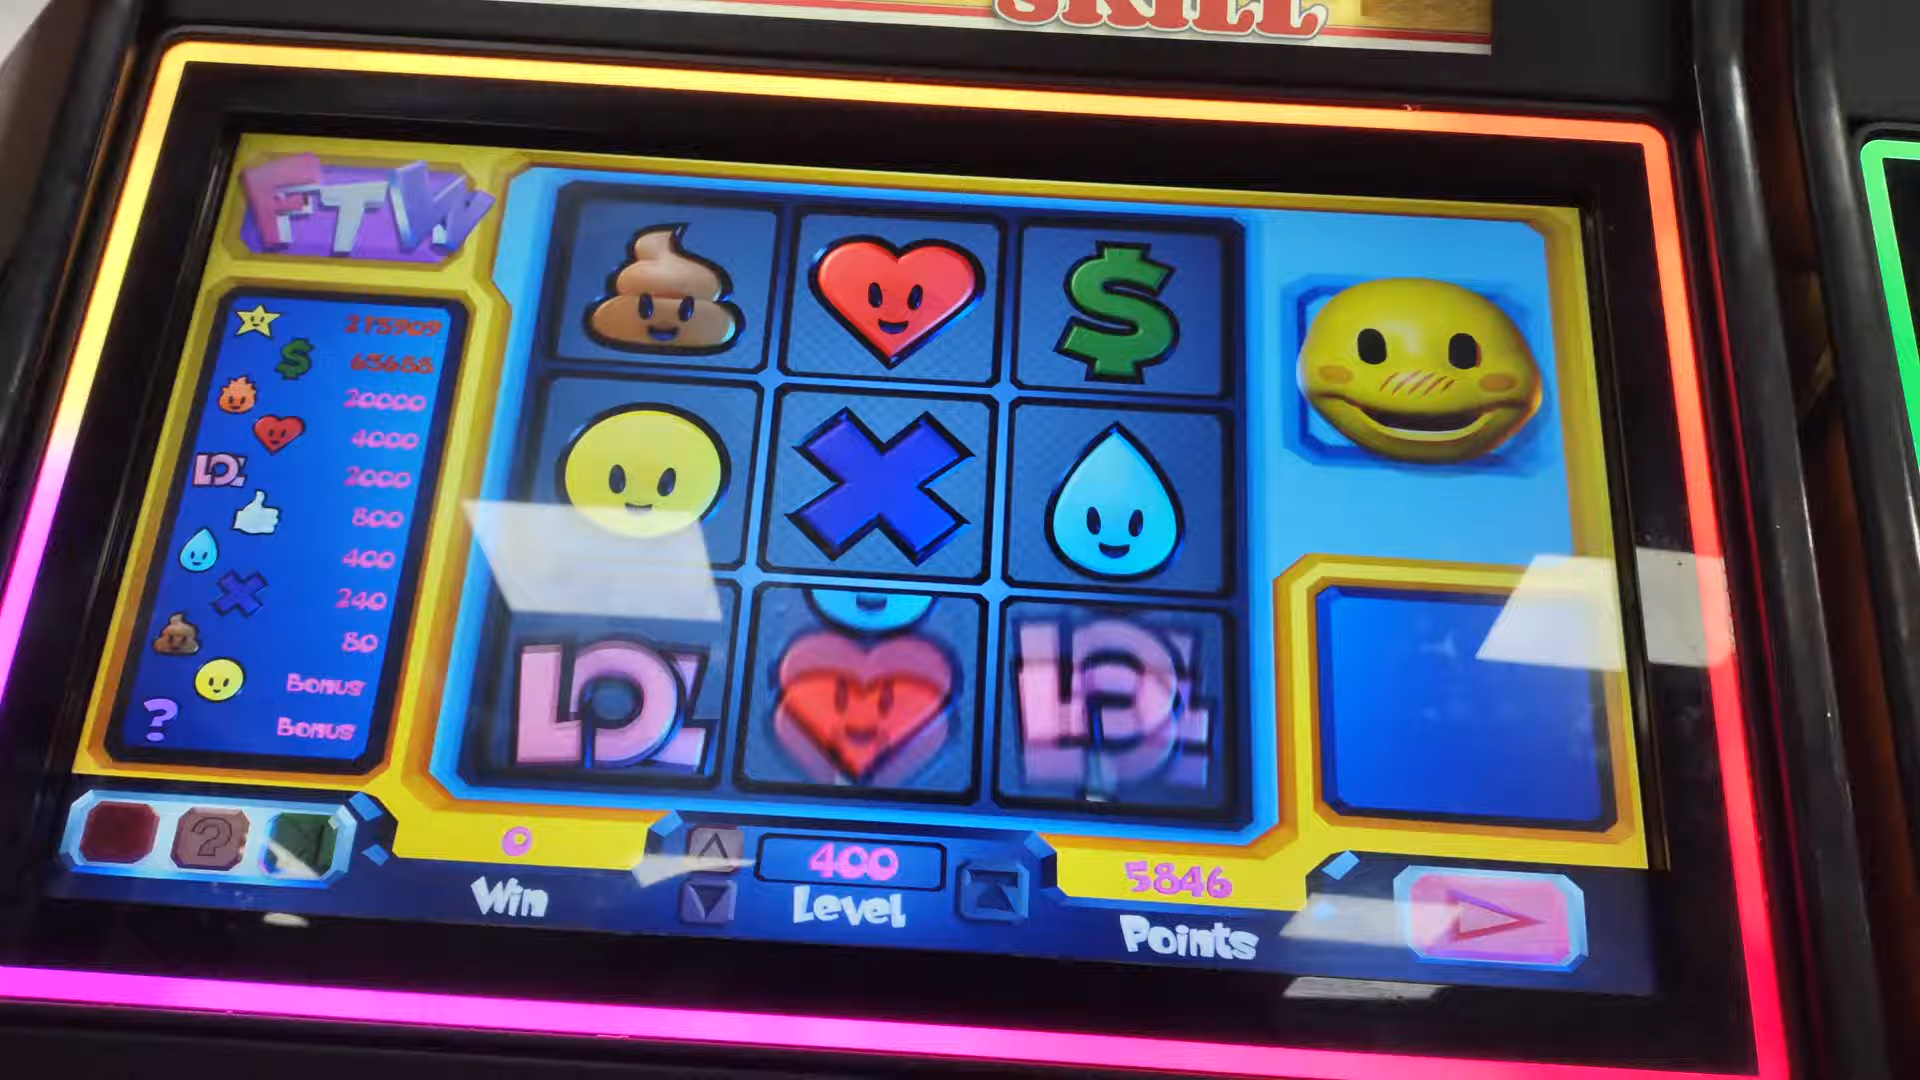 SKILL
FTW
275909
$ 65688
20000
4000
LOL 2000
800
400
240
80
Bonus
? Bonus
$
LOL
LOL
?
0
Win
400
Level
5846
Points